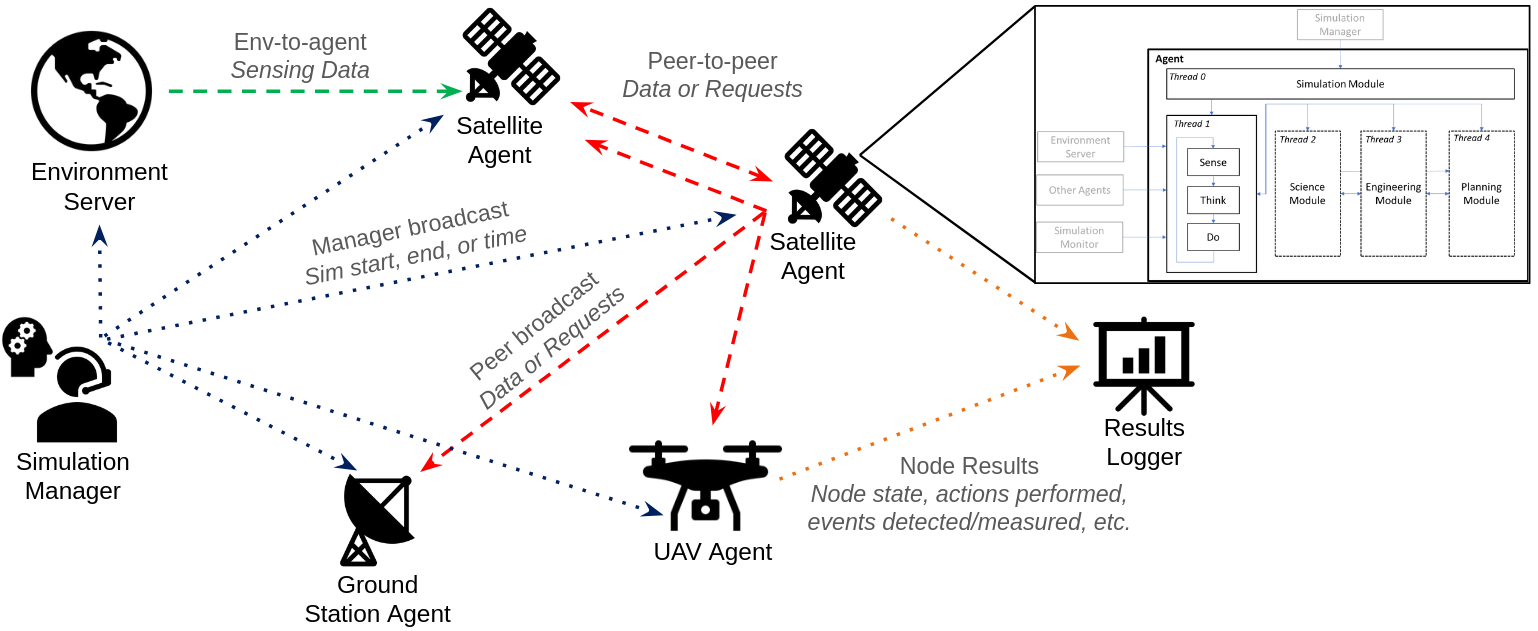 Env-to-agent
Sensing Data
Peer-to-peer
Data or Requests
Environment
Server
Satellite
Agent
Satellite
Agent
Manager broadcast
Sim start, end, or time
Peer broadcast
Data or Requests
Simulation
Manager
Ground
Station Agent
UAV Agent
Results
Logger
Node Results
Node state, actions performed,
events detected/measured, etc.
Simulation
Manager
Agent
Thread 0
Simulation Module
Thread 1
Sense
Think
Do
Thread 2
Science
Module
Thread 3
Engineering
Module
Thread 4
Planning
Module
Environment
Server
Other Agents
Simulation
Monitor